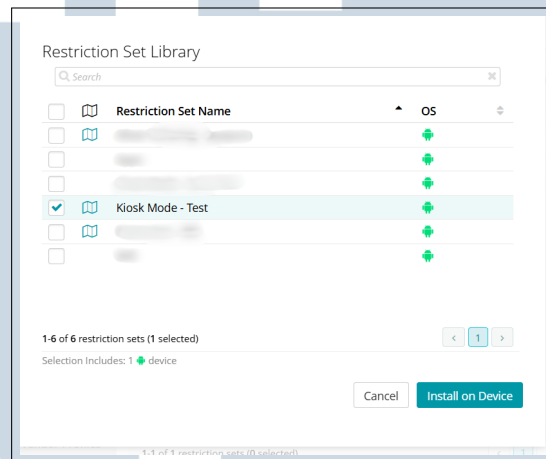 Restriction Set Library
Search
Restriction Set Name OS
Kiosk Mode - Test
1-6 of 6 restriction sets (1 selected)
1
Selection Includes: 1 device
Cancel Install on Device
1-1 of 1 restriction sets (0 selected)
1